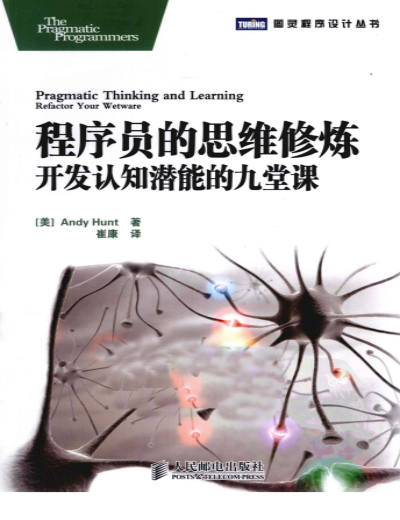 The
Pragmatic
Programmers
TURING 图灵程序设计丛书
Pragmatic Thinking and Learning
Refactor Your Wetware
程序员的思维修炼
开发认知潜能的九堂课
[美] Andy Hunt 著
崔康 译
人民邮电出版社
POSTS & TELECOM PRESS